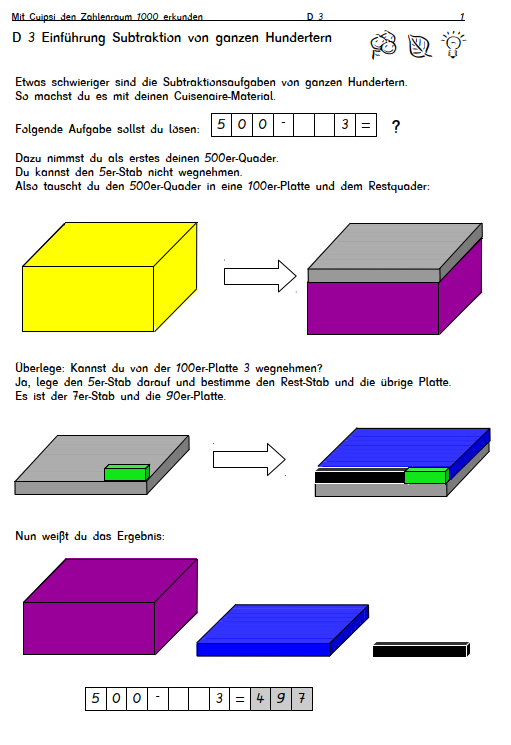 Mit Cuipsi den Zahlenraum 1000 erkunden D 3 1
D 3 Einführung Subtraktion von ganzen Hundertern
Etwas schwieriger sind die Subtraktionsaufgaben von ganzen Hundertern.
So machst du es mit deinen Cuisenaire-Material.
Folgende Aufgabe sollst du lösen: 5 0 0 - 3 = ?
Dazu nimmst du als erstes deinen 500er-Quader.
Du kannst den 5er-Stab nicht wegnehmen.
Also tauscht du den 500er-Quader in eine 100er-Platte und dem Restquader:
Überlege: Kannst du von der 100er-Platte 3 wegnehmen?
Ja, lege den 5er-Stab darauf und bestimme den Rest-Stab und die übrige Platte.
Es ist der 7er-Stab und die 90er-Platte.
Nun weißt du das Ergebnis:
5 0 0 - 3 = 4 9 7